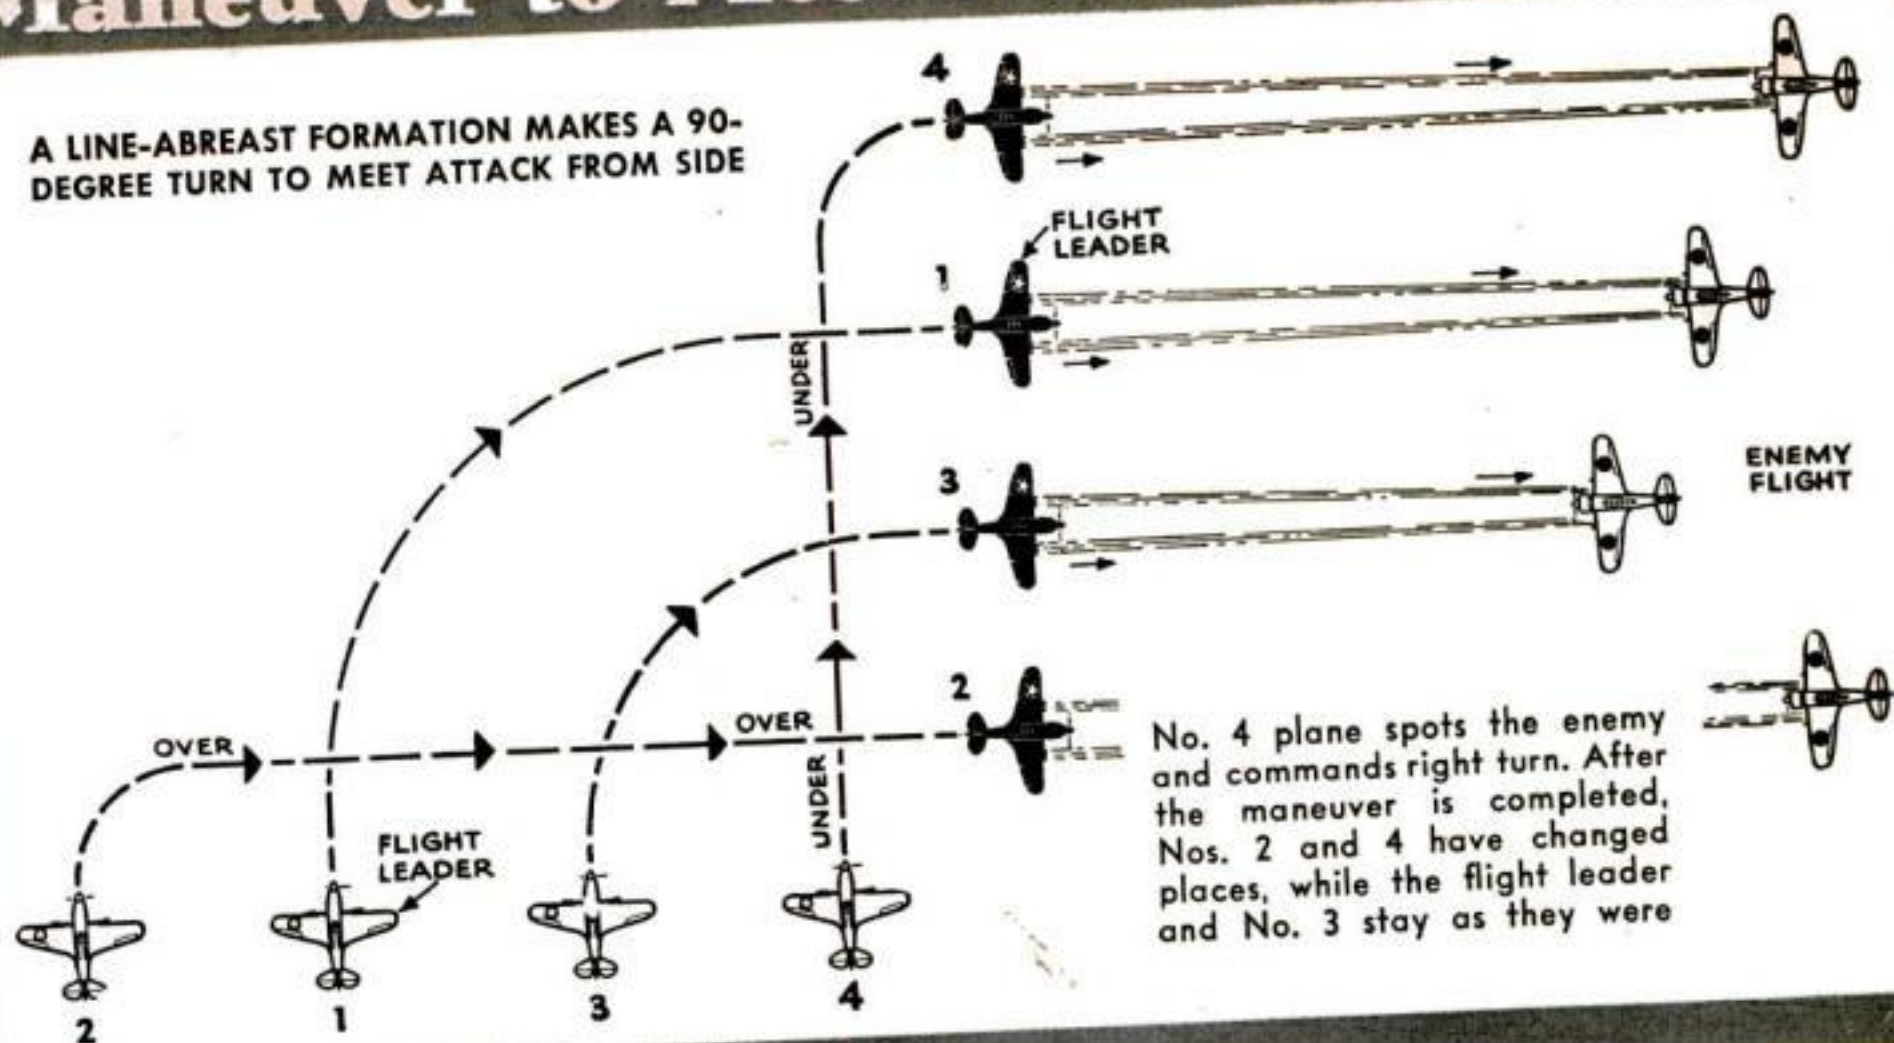 Maneuver to
A LINE-ABREAST FORMATION MAKES A 90-
DEGREE TURN TO MEET ATTACK FROM SIDE
4
FLIGHT
LEADER
1
UNDER
3
ENEMY
FLIGHT
2
OVER
OVER
UNDER
No. 4 plane spots the enemy
and commands right turn. After
the maneuver is completed,
Nos. 2 and 4 have changed
places, while the flight leader
and No. 3 stay as they were
FLIGHT
LEADER
2
1
3
4